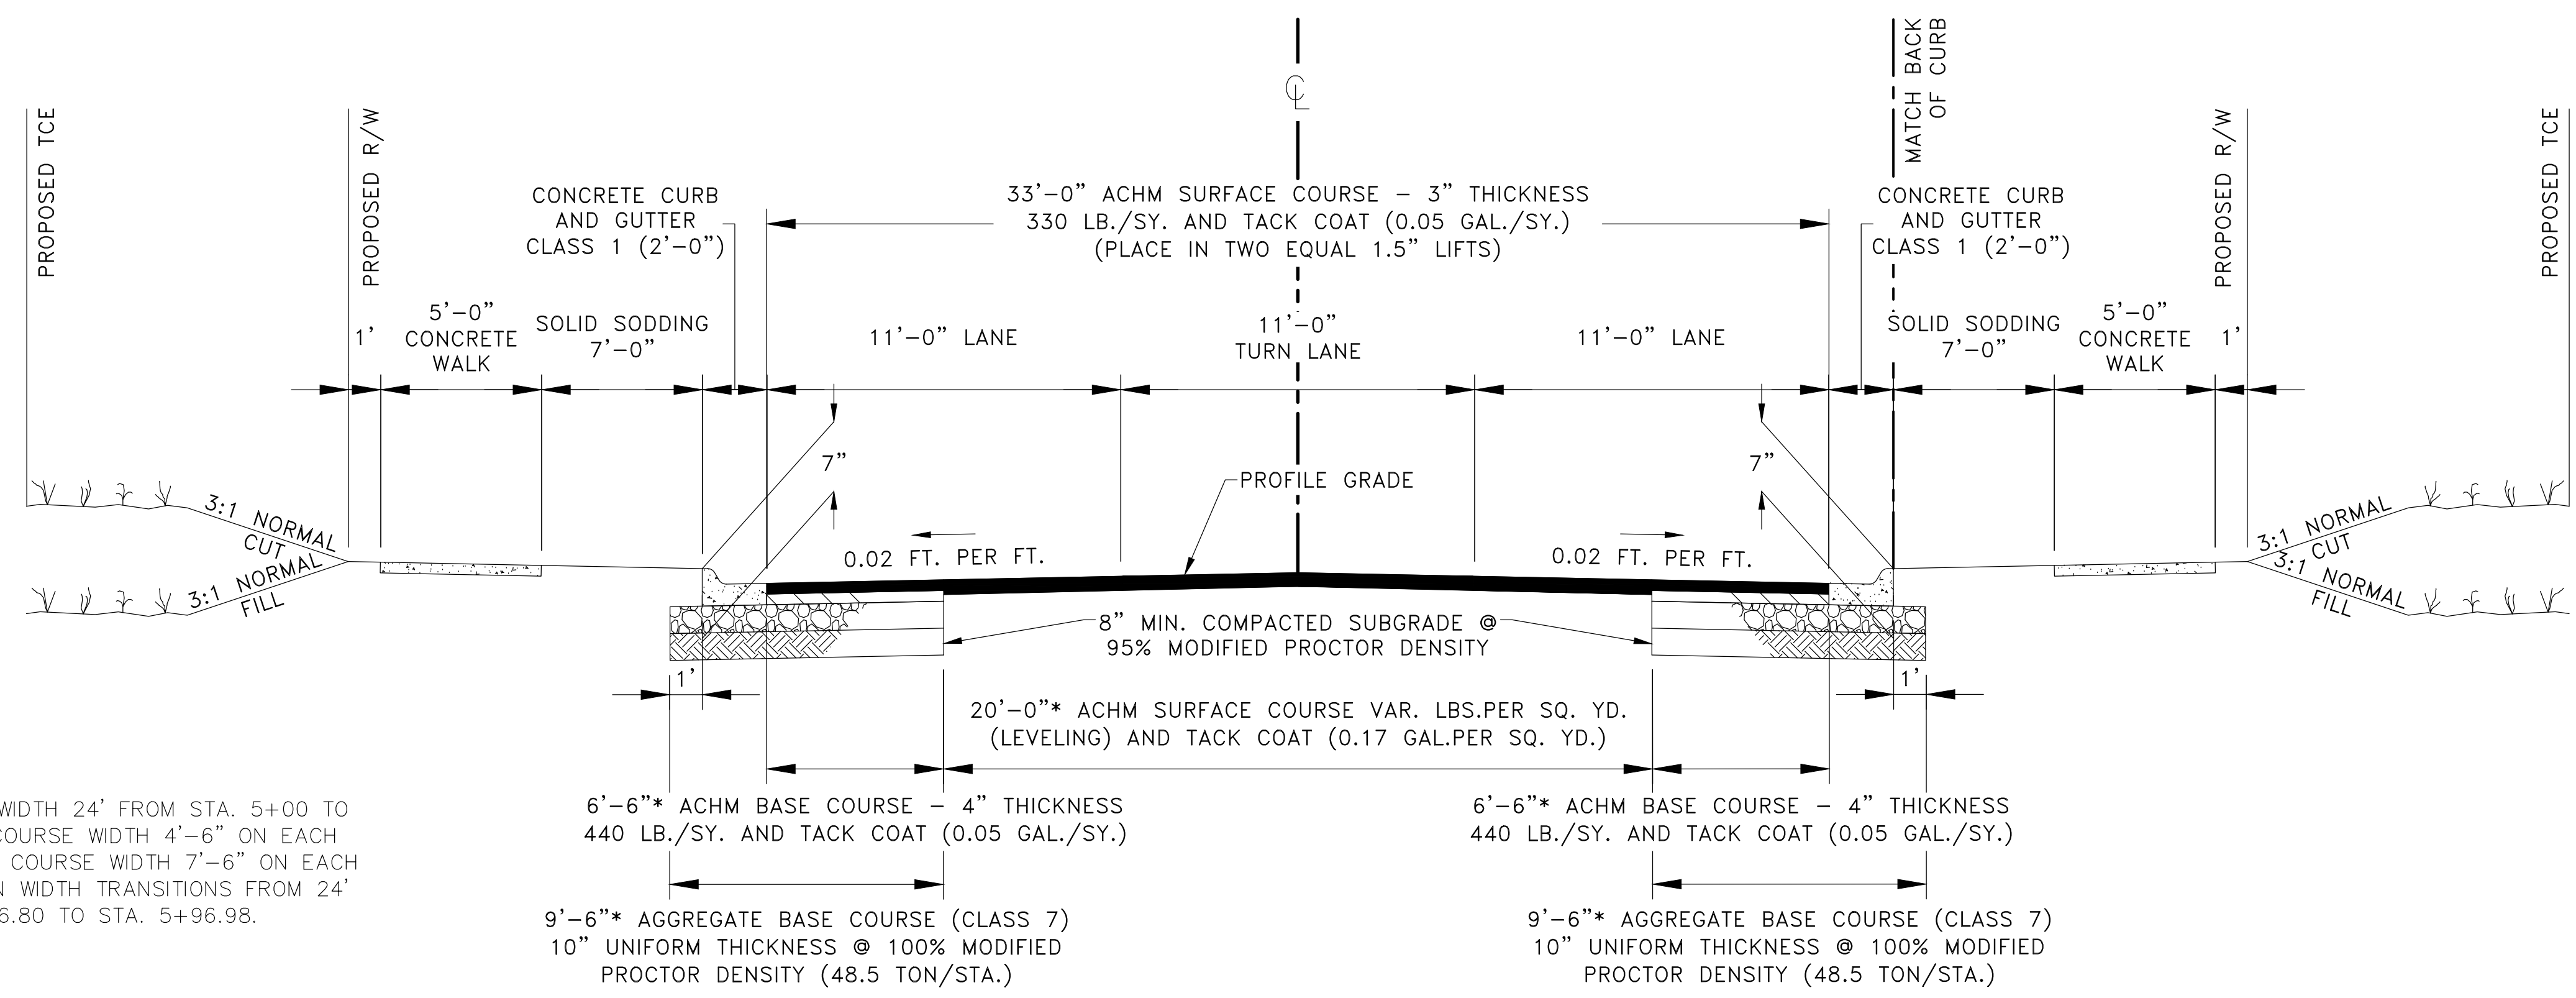 PROPOSED TCE
PROPOSED R/W
CONCRETE CURB
AND GUTTER
CLASS 1 (2'-0")
33'-0" ACHM SURFACE COURSE - 3" THICKNESS
330 LB./SY. AND TACK COAT (0.05 GAL./SY.)
(PLACE IN TWO EQUAL 1.5" LIFTS)
CL
MATCH BACK
OF CURB
CONCRETE CURB
AND GUTTER
CLASS 1 (2'-0")
PROPOSED R/W
PROPOSED TCE
1'
5'-0"
CONCRETE
WALK
SOLID SODDING
7'-0"
11'-0" LANE
11'-0"
TURN LANE
11'-0" LANE
SOLID SODDING
7'-0"
5'-0"
CONCRETE
WALK
1'
7"
7"
PROFILE GRADE
3:1 NORMAL
CUT
3:1 NORMAL
FILL
0.02 FT. PER FT.
0.02 FT. PER FT.
3:1 NORMAL
CUT
3:1 NORMAL
FILL
8" MIN. COMPACTED SUBGRADE @
95% MODIFIED PROCTOR DENSITY
1'
1'
20'-0"* ACHM SURFACE COURSE VAR. LBS.PER SQ. YD.
(LEVELING) AND TACK COAT (0.17 GAL.PER SQ. YD.)
6'-6"* ACHM BASE COURSE - 4" THICKNESS
440 LB./SY. AND TACK COAT (0.05 GAL./SY.)
6'-6"* ACHM BASE COURSE - 4" THICKNESS
440 LB./SY. AND TACK COAT (0.05 GAL./SY.)
9'-6"* AGGREGATE BASE COURSE (CLASS 7)
10" UNIFORM THICKNESS @ 100% MODIFIED
PROCTOR DENSITY (48.5 TON/STA.)
9'-6"* AGGREGATE BASE COURSE (CLASS 7)
10" UNIFORM THICKNESS @ 100% MODIFIED
PROCTOR DENSITY (48.5 TON/STA.)
WIDTH 24' FROM STA. 5+00 TO
COURSE WIDTH 4'-6" ON EACH
COURSE WIDTH 7'-6" ON EACH
WIDTH TRANSITIONS FROM 24'
6.80 TO STA. 5+96.98.